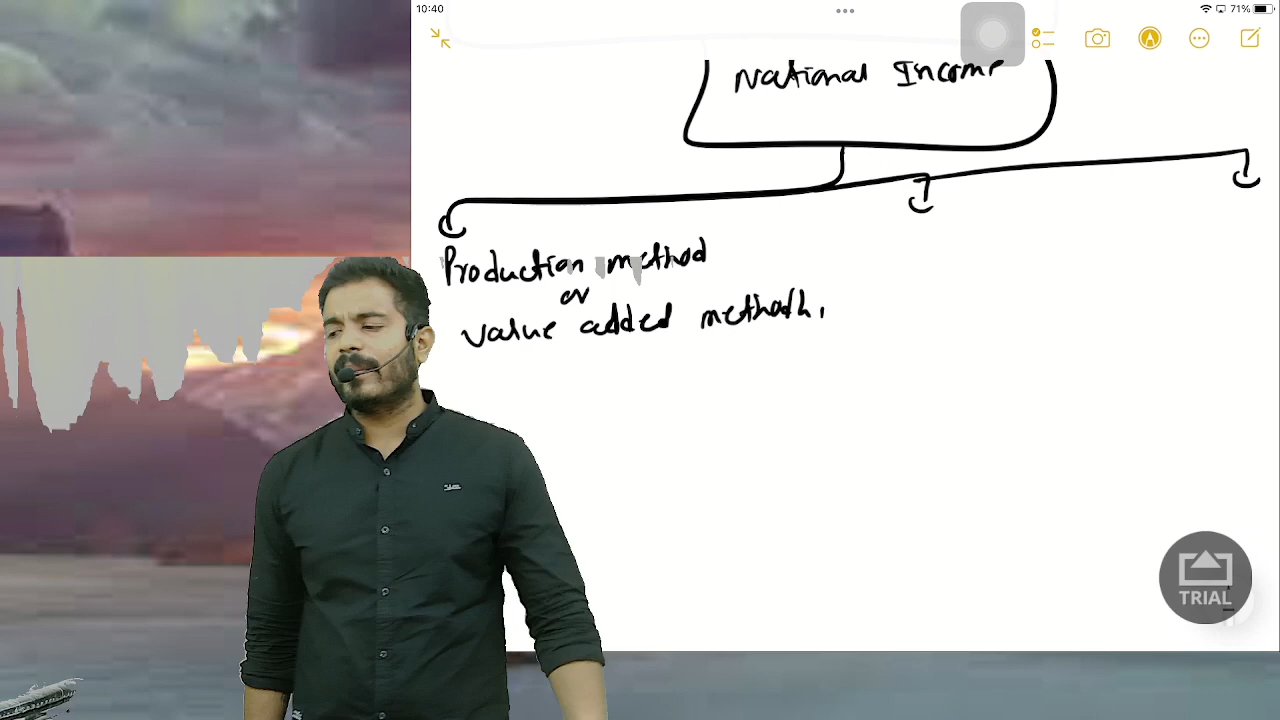 10:40
71%
National Income
Production method
or
value added method.
TRIAL